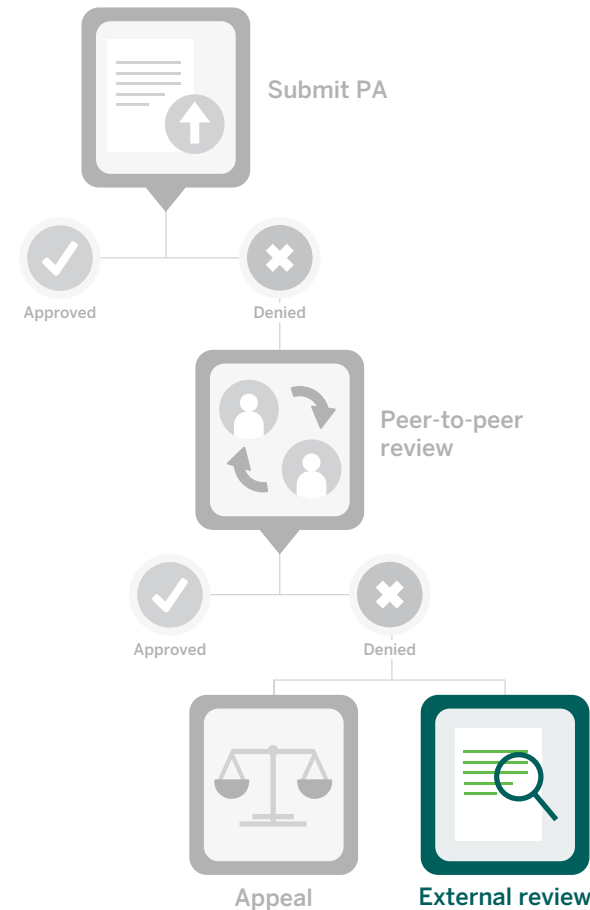 Submit PA
Approved
Denied
Peer-to-peer
review
Approved
Denied
Appeal
External review